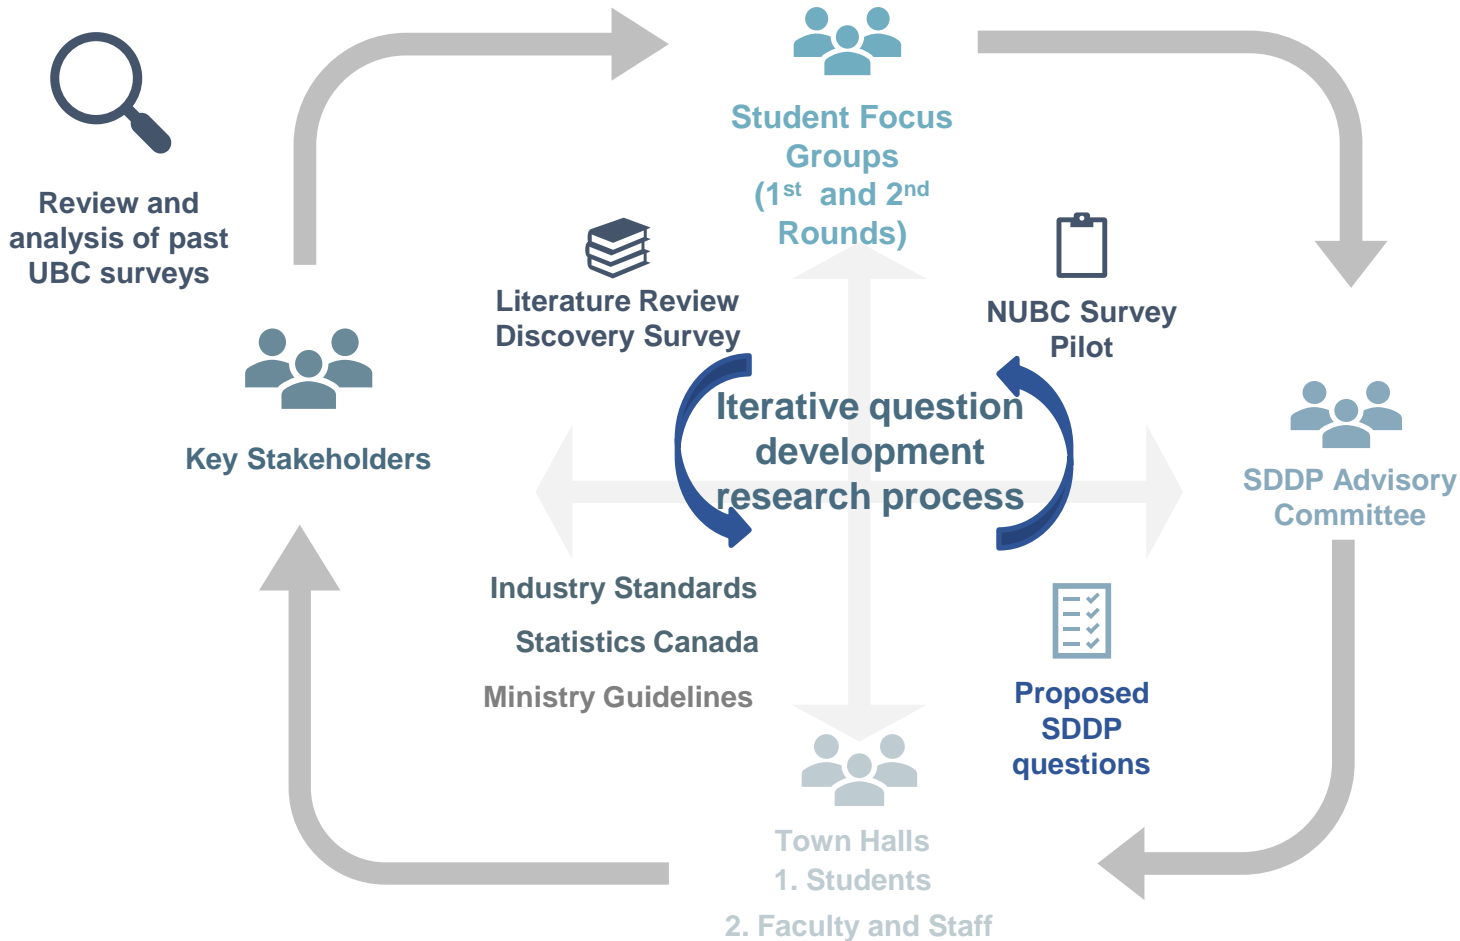 Student Focus
Groups
(1st and 2nd
Rounds)
Review and
analysis of past
UBC surveys
Literature Review
Discovery Survey
NUBC Survey
Pilot
Key Stakeholders
Iterative question
development
research process
SDDP Advisory
Committee
Industry Standards
Statistics Canada
Ministry Guidelines
Proposed
SDDP
questions
Town Halls
1. Students
2. Faculty and Staff